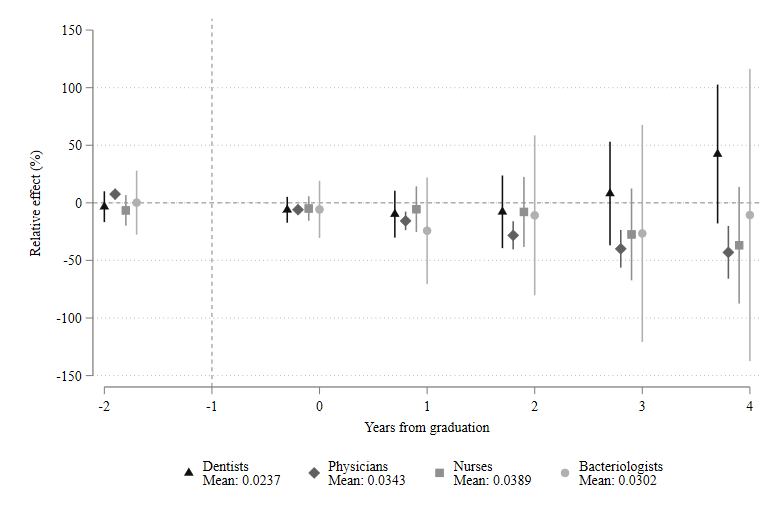 150
100
50
0
-50
-100
-150
Relative effect (%)
-2 -1 0 1 2 3 4
Years from graduation
Dentists Physicians Nurses Bacteriologists
Mean: 0.0237 Mean: 0.0343 Mean: 0.0389 Mean: 0.0302